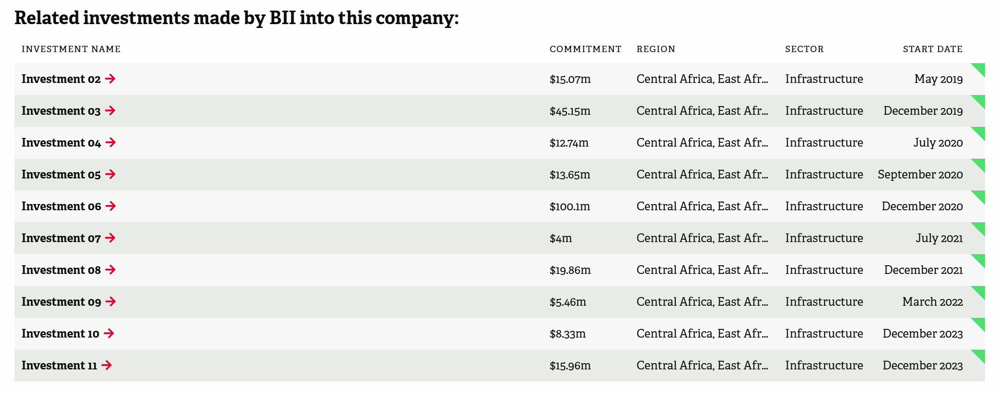 Related investments made by BII into this company:
INVESTMENT NAME COMMITMENT REGION SECTOR START DATE
Investment 02 → $15.07m Central Africa, East Afr... Infrastructure May 2019
Investment 03 → $45.15m Central Africa, East Afr... Infrastructure December 2019
Investment 04 → $12.74m Central Africa, East Afr... Infrastructure July 2020
Investment 05 → $13.65m Central Africa, East Afr... Infrastructure September 2020
Investment 06 → $100.1m Central Africa, East Afr... Infrastructure December 2020
Investment 07 → $4m Central Africa, East Afr... Infrastructure July 2021
Investment 08 → $19.86m Central Africa, East Afr... Infrastructure December 2021
Investment 09 → $5.46m Central Africa, East Afr... Infrastructure March 2022
Investment 10 → $8.33m Central Africa, East Afr... Infrastructure December 2023
Investment 11 → $15.96m Central Africa, East Afr... Infrastructure December 2023